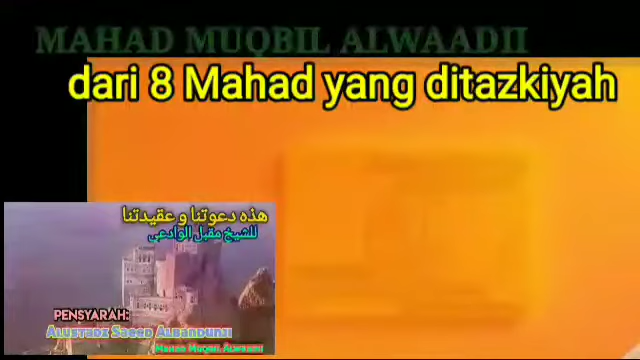 MAHAD MUQBIL ALWAADII
dari 8 Mahad yang ditazkiyah
هذه دعوتنا و عقيدتنا
للشيخ مقبل الوادعي
PENSYARAH:
Alustadz Saeed Albandunji
Mahad Muqbil Alwaadii